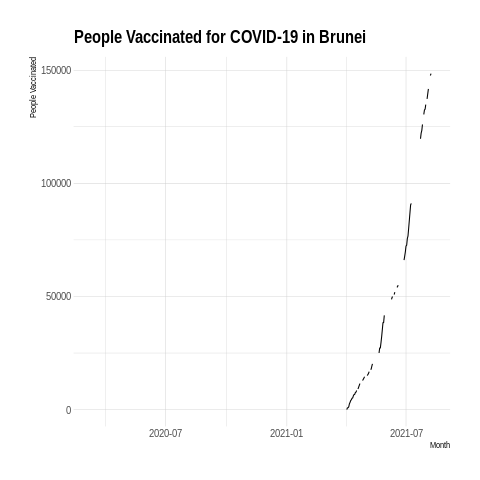 People Vaccinated for COVID-19 in Brunei
People Vaccinated
150000
100000
50000
0
2020-07
2021-01
2021-07
Month